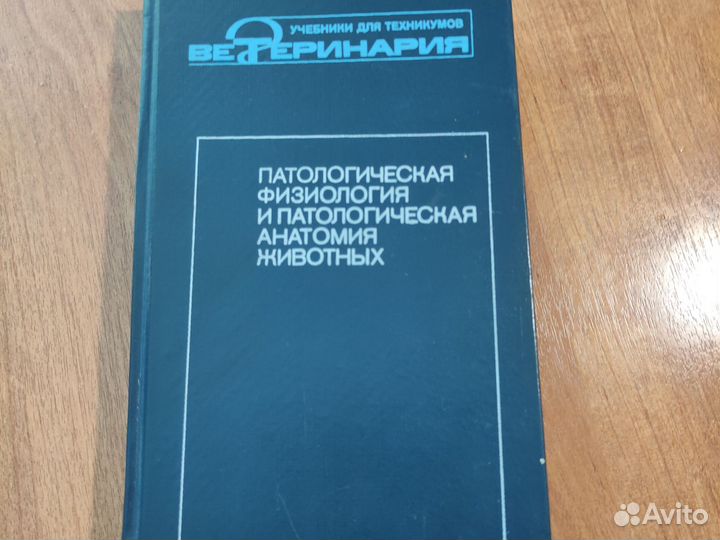 УЧЕБНИКИ ДЛЯ ТЕХНИКУМОВ
ВЕТЕРИНАРИЯ
ПАТОЛОГИЧЕСКАЯ
ФИЗИОЛОГИЯ
И ПАТОЛОГИЧЕСКАЯ
АНАТОМИЯ
ЖИВОТНЫХ
Avito